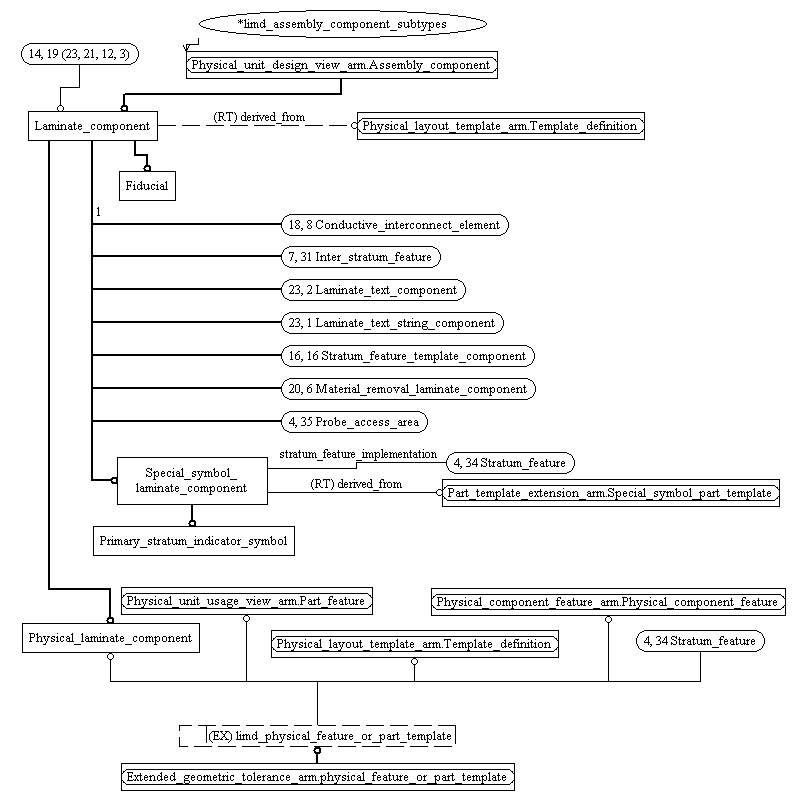 *limd_assembly_component_subtypes
14, 19 (23, 21, 12, 3)
Physical_unit_design_view_arm.Assembly_component
Laminate_component
(RT) derived_from
Physical_layout_template_arm.Template_definition
Fiducial
1
18, 8 Conductive_interconnect_element
7, 31 Inter_stratum_feature
23, 2 Laminate_text_component
23, 1 Laminate_text_string_component
16, 16 Stratum_feature_template_component
20, 6 Material_removal_laminate_component
4, 35 Probe_access_area
stratum_feature_implementation
4, 34 Stratum_feature
Special_symbol_
laminate_component
(RT) derived_from
Part_template_extension_arm.Special_symbol_part_template
Primary_stratum_indicator_symbol
Physical_unit_usage_view_arm.Part_feature
Physical_component_feature_arm.Physical_component_feature
Physical_laminate_component
Physical_layout_template_arm.Template_definition
4, 34 Stratum_feature
(EX) limd_physical_feature_or_part_template
Extended_geometric_tolerance_arm.physical_feature_or_part_template